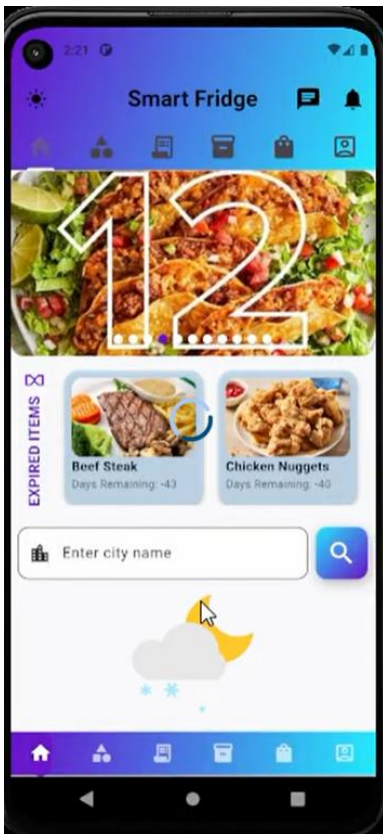 2:21
Smart Fridge
12
EXPIRED ITEMS
Beef Steak
Days Remaining: -43
Chicken Nuggets
Days Remaining: -40
Enter city name